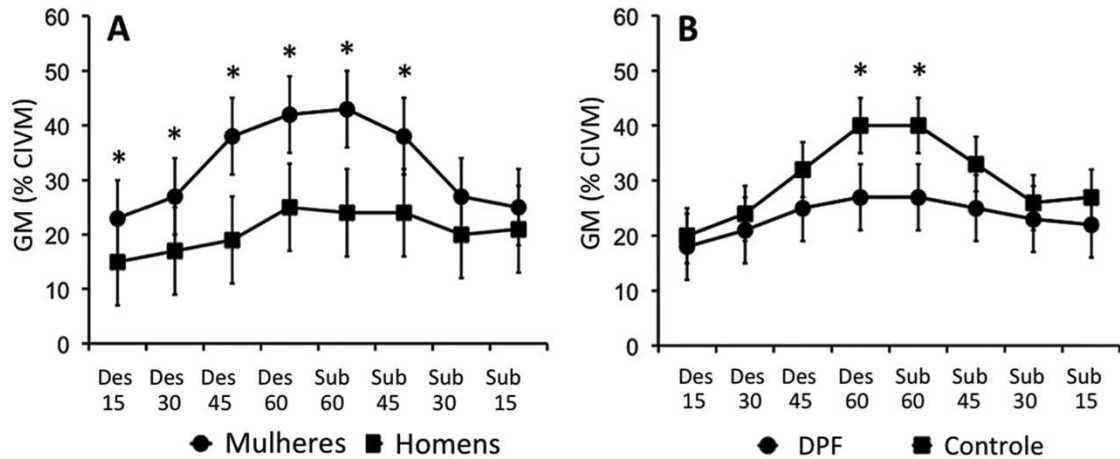 A
GM (% CIVM)
60
50
40
30
20
10
0
* * * * * *
Des Des Des Des Sub Sub Sub Sub
15 30 45 60 60 45 30 15
Mulheres Homens
B
GM (% CIVM)
60
50
40
30
20
10
0
* *
Des Des Des Des Sub Sub Sub Sub
15 30 45 60 60 45 30 15
DPF Controle